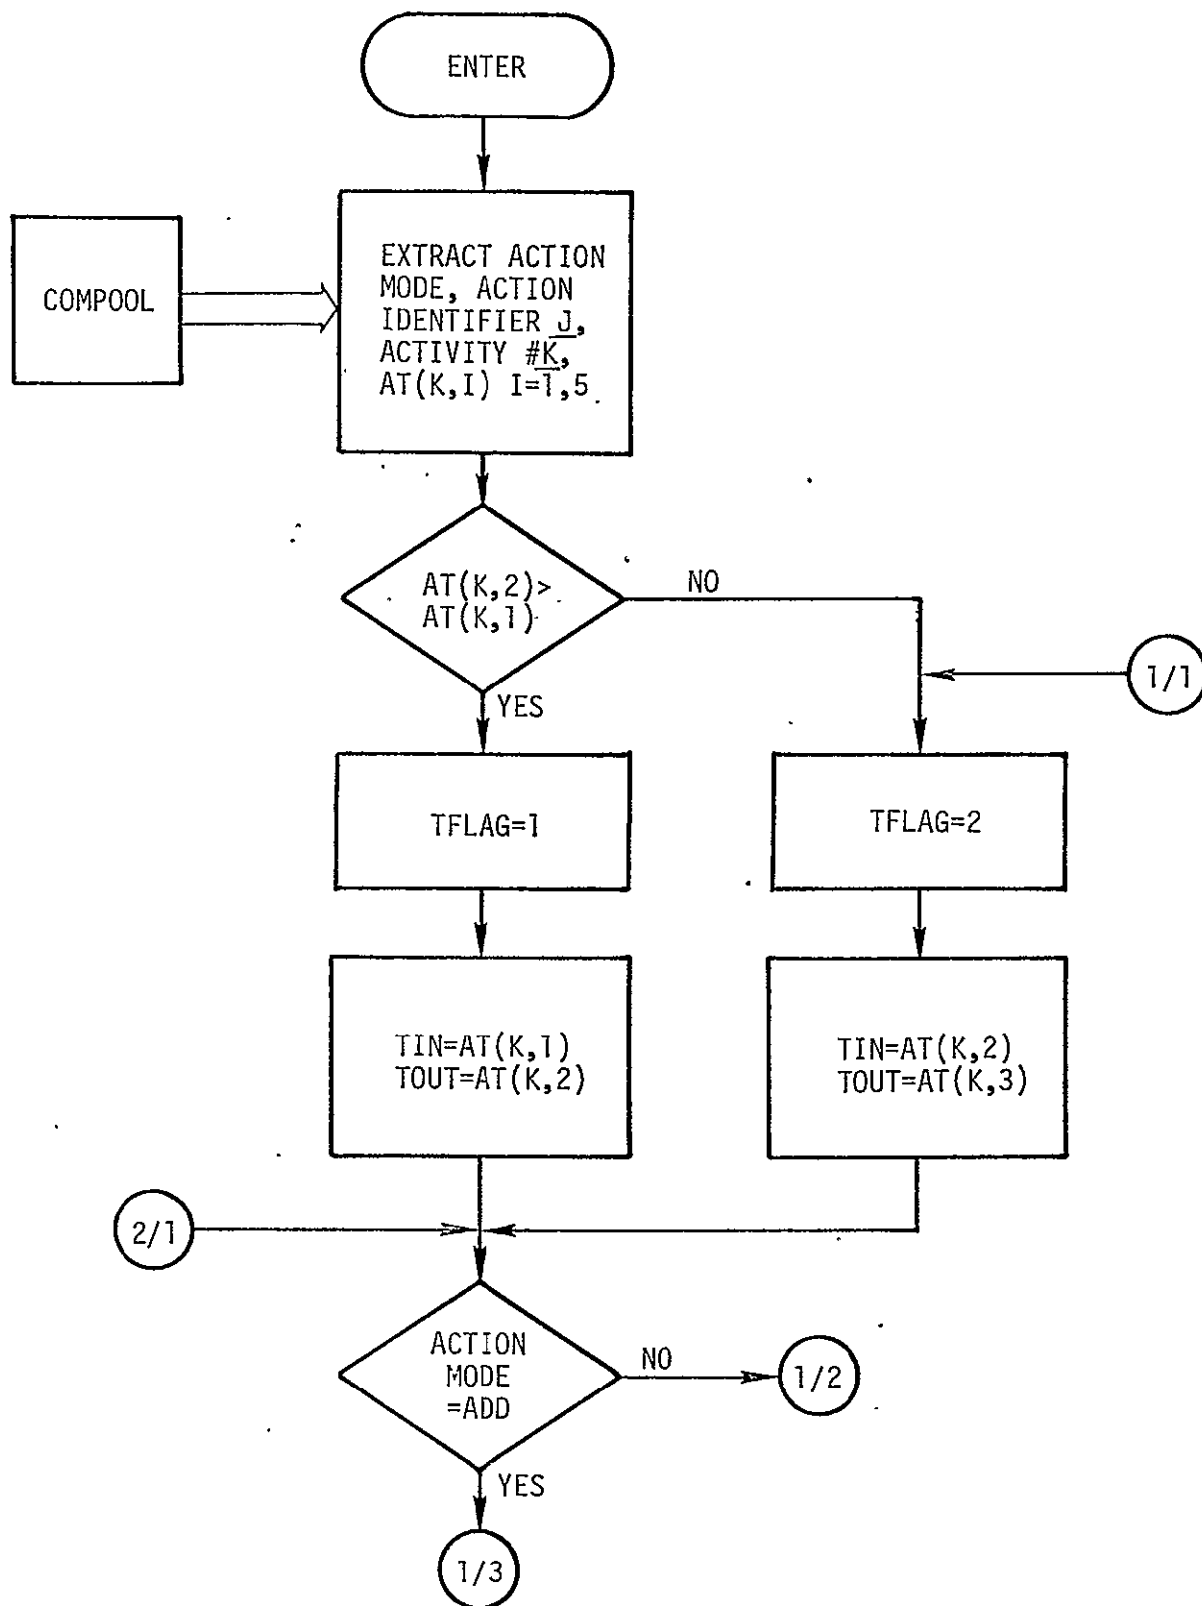 ENTER
COMPOOL
EXTRACT ACTION
MODE, ACTION
IDENTIFIER J,
ACTIVITY #K,
AT(K,I) I=1,5
AT(K,2)>
AT(K,1)
NO
1/1
YES
TFLAG=1
TFLAG=2
TIN=AT(K,1)
TOUT=AT(K,2)
TIN=AT(K,2)
TOUT=AT(K,3)
2/1
ACTION
MODE
=ADD
NO
1/2
YES
1/3